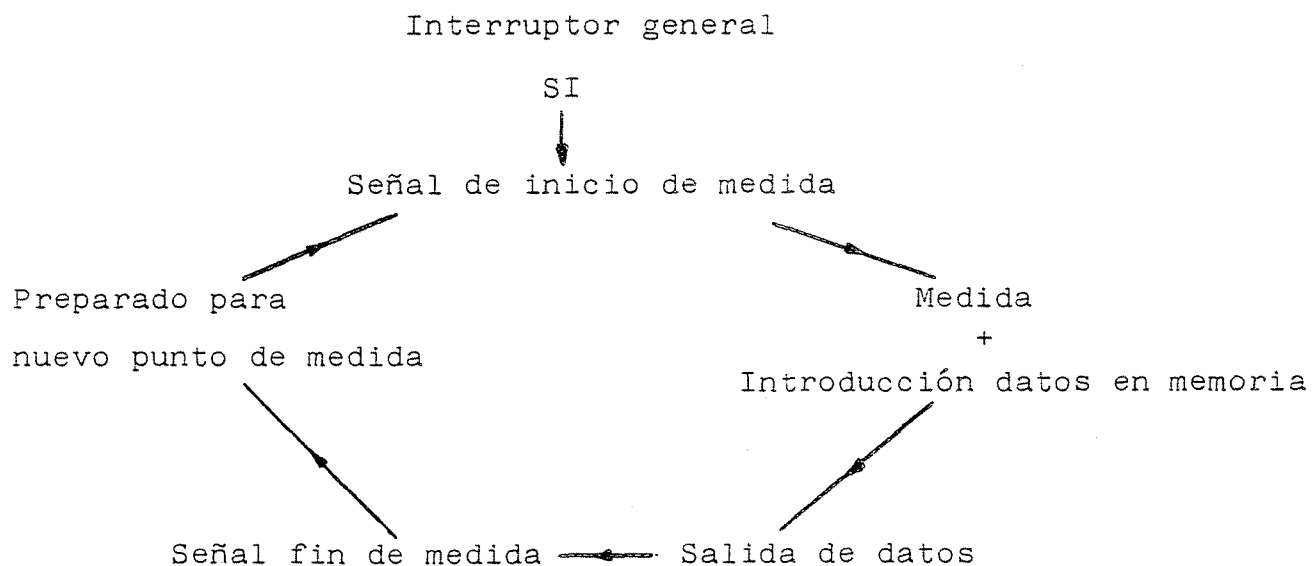 Interruptor general
SI
Señal de inicio de medida
Preparado para
nuevo punto de medida
Medida
+
Introducción datos en memoria
Señal fin de medida
Salida de datos